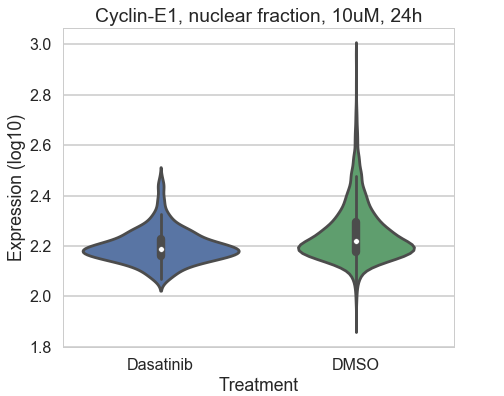 Cyclin-E1, nuclear fraction, 10uM, 24h
3.0
2.8
2.6
2.4
2.2
2.0
1.8
Expression (log10)
Dasatinib DMSO
Treatment